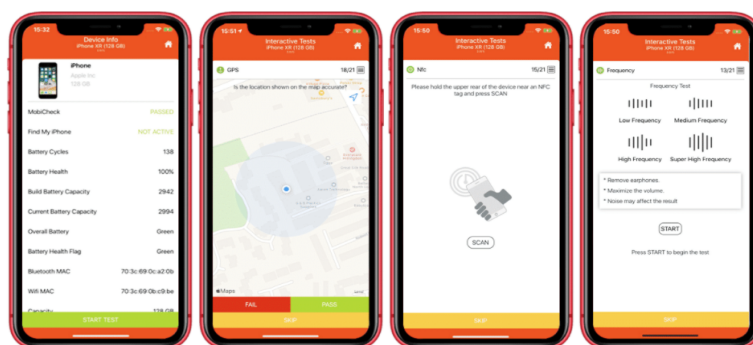 15:32
Device Info
iPhone XR (128 GB)
iPhone
Apple Inc
128 GB
MobiCheck PASSED
Find My iPhone NOT ACTIVE
Battery Cycles 138
Battery Health 100%
Build Battery Capacity 2942
Current Battery Capacity 2994
Overall Battery Green
Battery Health Flag Green
Bluetooth MAC 70:3c:69:0c:a2:0b
Wifi MAC 70:3c:69:0b:c9:be
Capacity 128 GB
START TEST
15:51
Interactive Tests
iPhone XR (128 GB)
GPS 18/21
Is the location shown on the map accurate?
Maps
FAIL PASS
SKIP
15:50
Interactive Tests
iPhone XR (128 GB)
Nfc 15/21
Please hold the upper rear of the device near an NFC
tag and press SCAN
SCAN
SKIP
15:50
Interactive Tests
iPhone XR (128 GB)
Frequency 13/21
Frequency Test
Low Frequency Medium Frequency
High Frequency Super High Frequency
* Remove earphones.
* Maximize the volume.
* Noise may affect the result
START
Press START to begin the test
SKIP